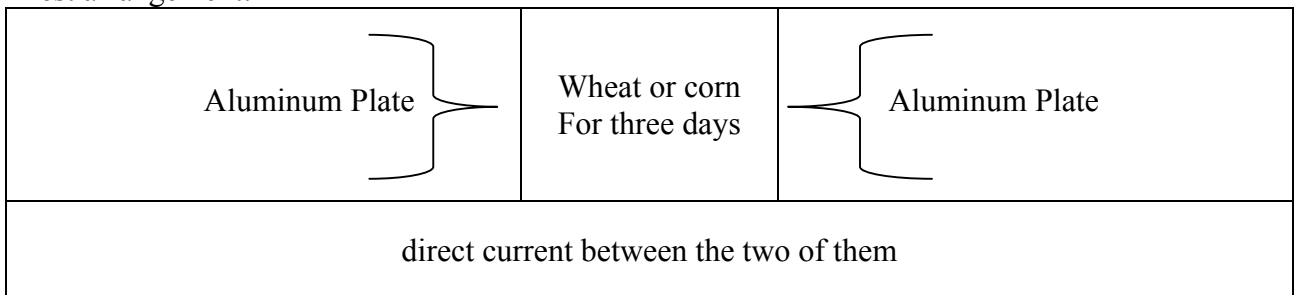 Aluminum Plate
Wheat or corn
For three days
Aluminum Plate
direct current between the two of them